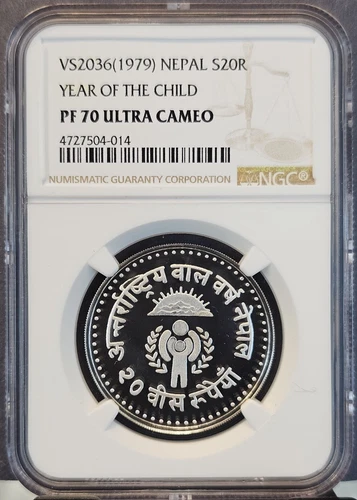 VS2036(1979) NEPAL S20R
YEAR OF THE CHILD
PF 70 ULTRA CAMEO
4727504-014
NUMISMATIC GUARANTY CORPORATION
NGC
अन्तर्राष्ट्रिय बाल वर्ष नेपाल
२० बीस रूपैयाँ